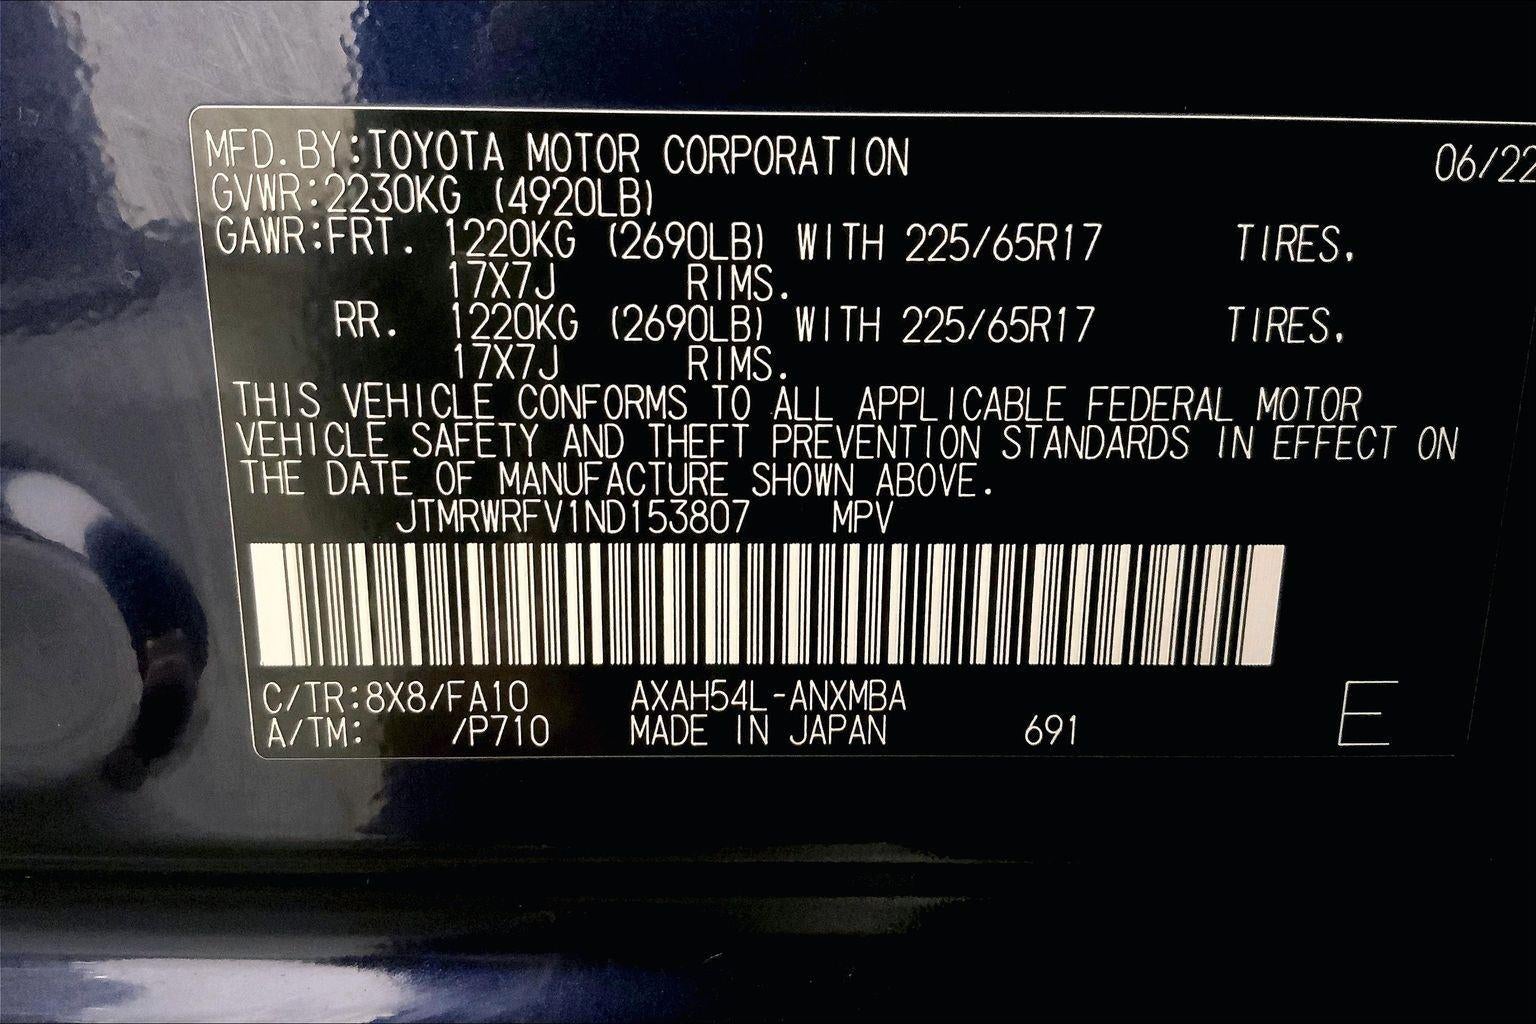 MFD. BY:TOYOTA MOTOR CORPORATION 06/22
GVWR:2230KG (4920LB)
GAWR:FRT. 1220KG (2690LB) WITH 225/65R17 TIRES.
17X7J RIMS.
RR. 1220KG (2690LB) WITH 225/65R17 TIRES.
17X7J RIMS.
THIS VEHICLE CONFORMS TO ALL APPLICABLE FEDERAL MOTOR
VEHICLE SAFETY AND THEFT PREVENTION STANDARDS IN EFFECT ON
THE DATE OF MANUFACTURE SHOWN ABOVE.
JTMRWRFV1ND153807 MPV
C/TR:8X8/FA10 AXAH54L-ANXMBA
A/TM: /P710 MADE IN JAPAN 691 E